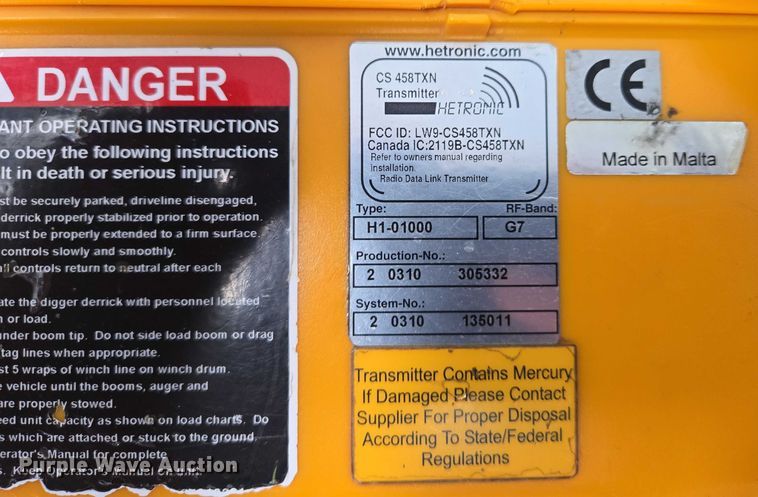 DANGER
ANT OPERATING INSTRUCTIONS
o obey the following instructions
lt in death or serious injury.
st be securely parked, driveline disengaged,
derrick properly stabilized prior to operation.
must be properly extended to a firm surface.
controls slowly and smoothly.
all controls return to neutral after each
ate the digger derrick with personnel located
n or load.
under boom tip. Do not side load boom or drag
tag lines when appropriate.
st 5 wraps of winch line on winch drum.
e vehicle until the booms, auger and
are properly stowed.
eed unit capacity as shown on load charts. Do
s which are attached or stuck to the ground.
erator's Manual for complete
s. Keep Operator's Manual on unit.
www.hetronic.com
CS 458TXN
Transmitter
HETRONIC
FCC ID: LW9-CS458TXN
Canada IC:2119B-CS458TXN
Refer to owners manual regarding
installation.
Radio Data Link Transmitter
Type: RF-Band:
H1-01000 G7
Production-No.:
2 0310 305332
System-No.:
2 0310 135011
CE
Made in Malta
Transmitter Contains Mercury
If Damaged Please Contact
Supplier For Proper Disposal
According To State/Federal
Regulations
Purple Wave Auction